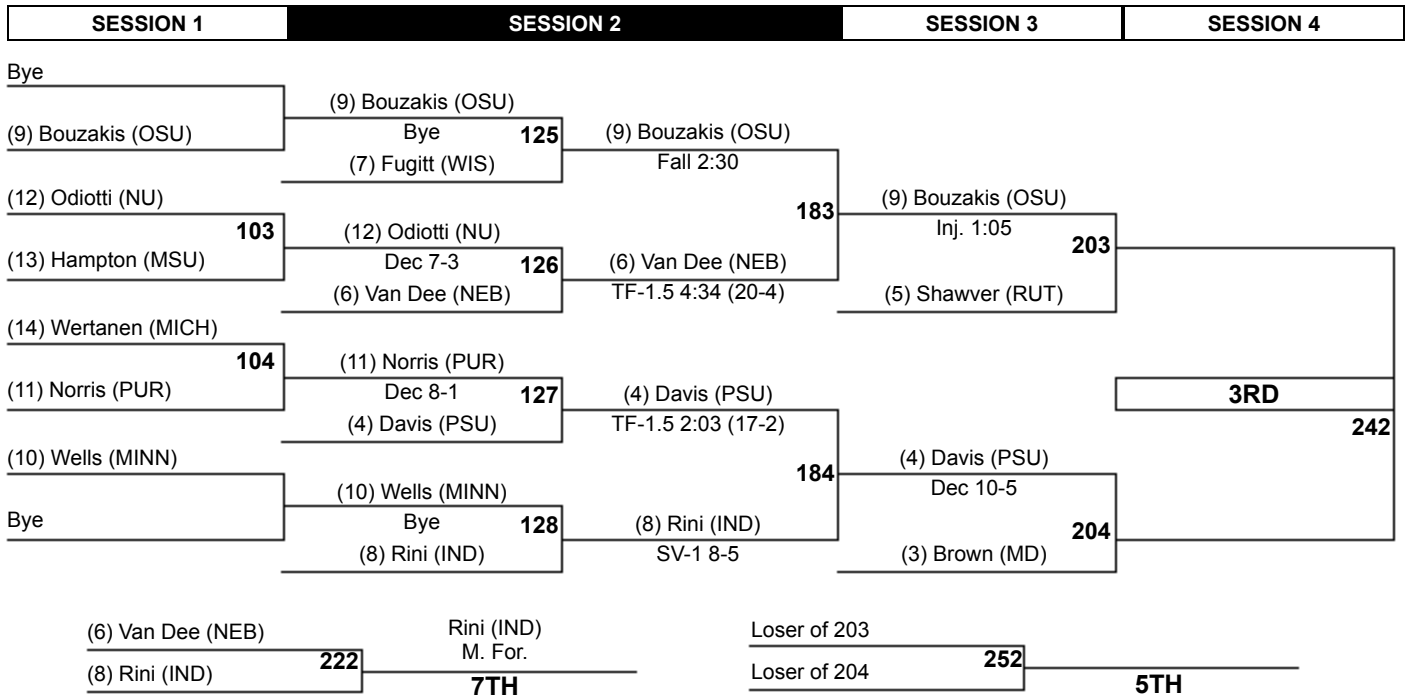 SESSION 1 SESSION 2 SESSION 3 SESSION 4
Bye
(9) Bouzakis (OSU)
(12) Odiotti (NU)
103
(13) Hampton (MSU)
(14) Wertanen (MICH)
104
(11) Norris (PUR)
(10) Wells (MINN)
Bye
(9) Bouzakis (OSU)
Bye 125
(7) Fugitt (WIS)
(12) Odiotti (NU)
Dec 7-3 126
(6) Van Dee (NEB)
(11) Norris (PUR)
Dec 8-1 127
(4) Davis (PSU)
(10) Wells (MINN)
Bye 128
(8) Rini (IND)
(9) Bouzakis (OSU)
Fall 2:30
183
(6) Van Dee (NEB)
TF-1.5 4:34 (20-4)
(4) Davis (PSU)
TF-1.5 2:03 (17-2)
184
(8) Rini (IND)
SV-1 8-5
(9) Bouzakis (OSU)
Inj. 1:05
203
(5) Shawver (RUT)
(4) Davis (PSU)
Dec 10-5
204
(3) Brown (MD)
3RD
242
(6) Van Dee (NEB)
222
(8) Rini (IND)
Rini (IND)
M. For.
7TH
Loser of 203
252
Loser of 204
5TH